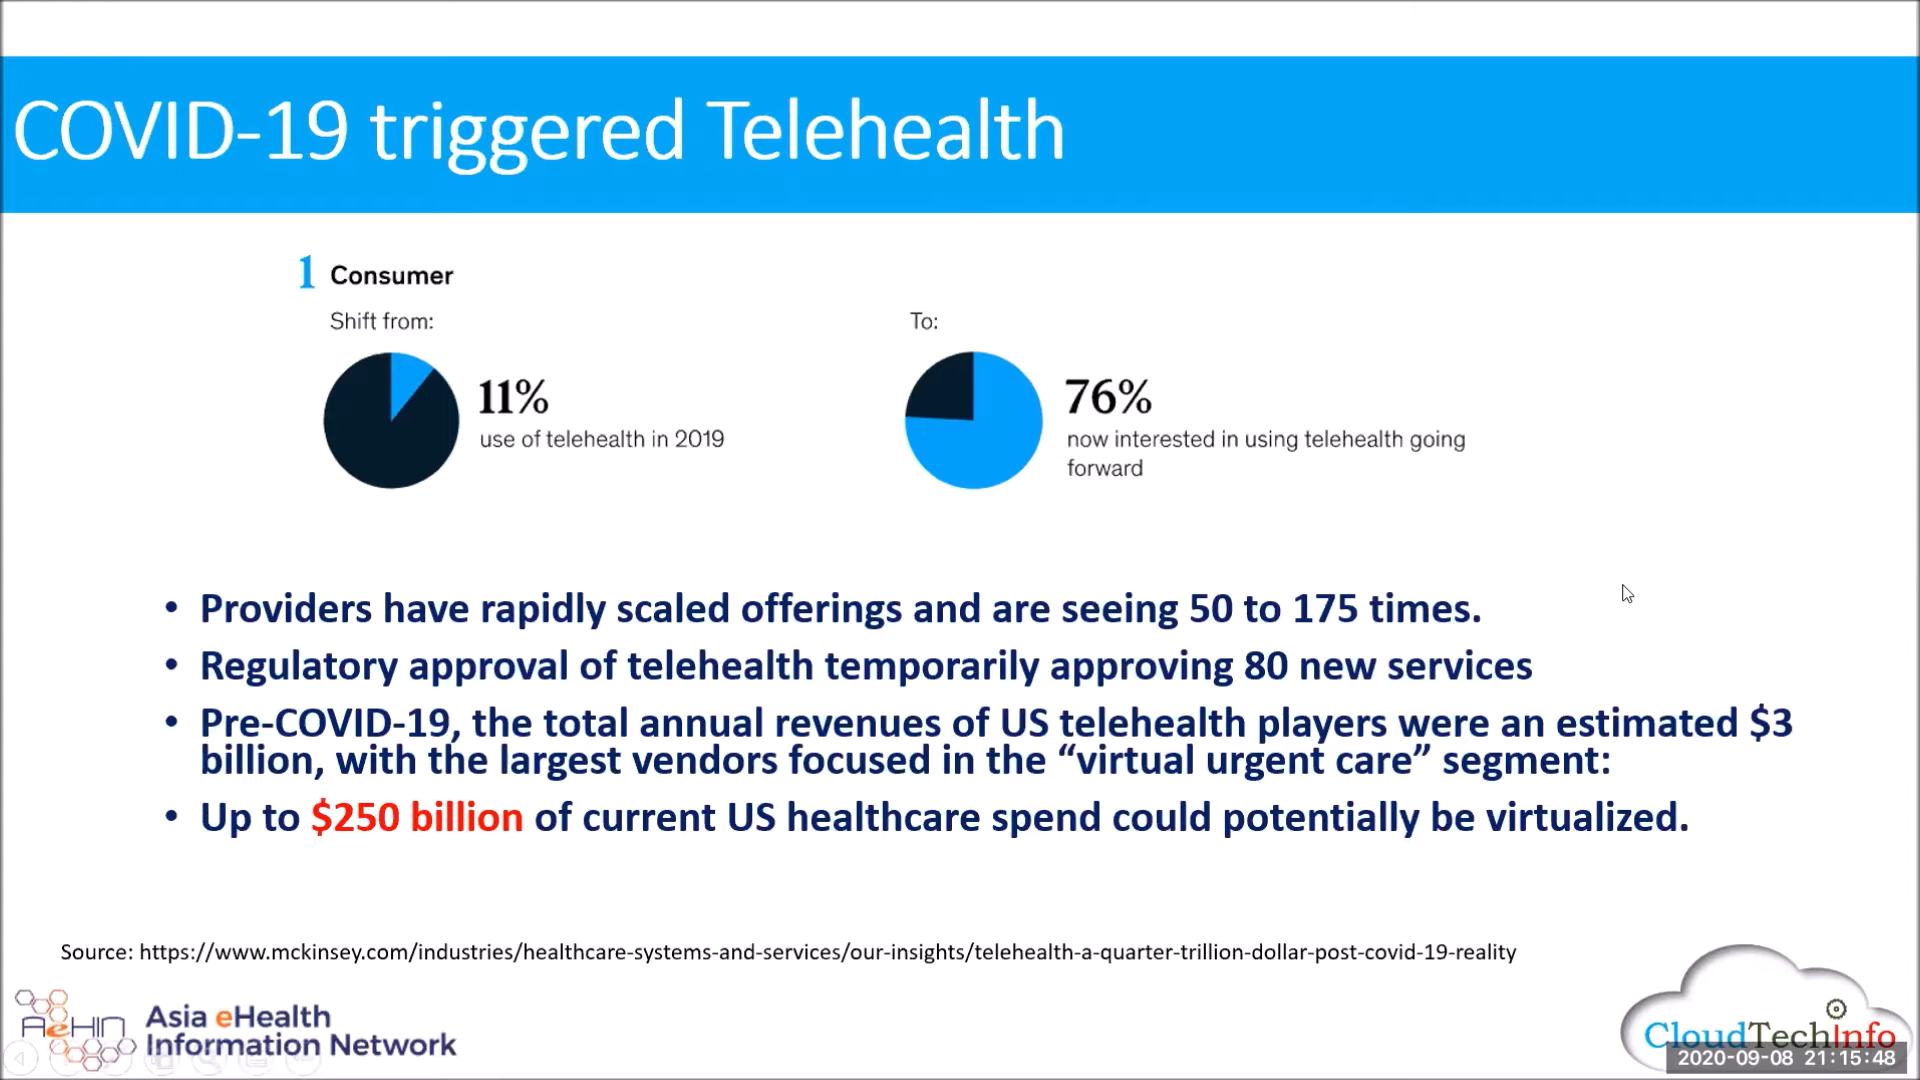 COVID-19 triggered Telehealth
1 Consumer
Shift from:
To:
11%
use of telehealth in 2019
76%
now interested in using telehealth going
forward
• Providers have rapidly scaled offerings and are seeing 50 to 175 times.
• Regulatory approval of telehealth temporarily approving 80 new services
• Pre-COVID-19, the total annual revenues of US telehealth players were an estimated $3
billion, with the largest vendors focused in the “virtual urgent care” segment:
• Up to $250 billion of current US healthcare spend could potentially be virtualized.
Source: https://www.mckinsey.com/industries/healthcare-systems-and-services/our-insights/telehealth-a-quarter-trillion-dollar-post-covid-19-reality
AeHIN
Asia eHealth
Information Network
CloudTechInfo
2020-09-08 21:15:48